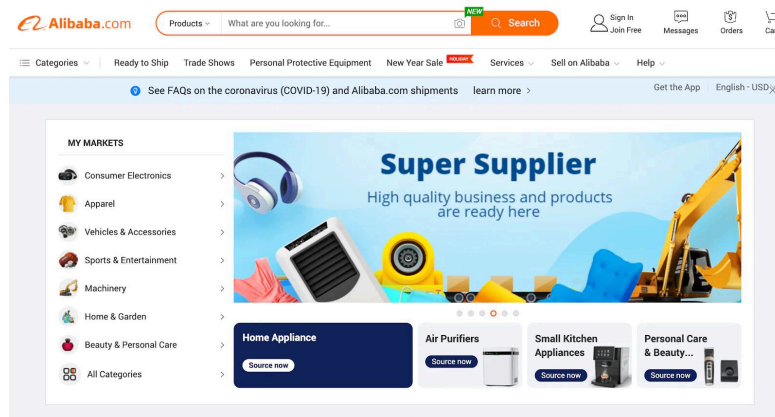 Alibaba.com
Products
What are you looking for...
NEW
Search
Sign In
Join Free
Messages
Orders
Categories
Ready to Ship
Trade Shows
Personal Protective Equipment
New Year Sale
HOLIDAY
Services
Sell on Alibaba
Help
See FAQs on the coronavirus (COVID-19) and Alibaba.com shipments
learn more >
Get the App
English - USD
MY MARKETS
Consumer Electronics
Apparel
Vehicles & Accessories
Sports & Entertainment
Machinery
Home & Garden
Beauty & Personal Care
All Categories
Super Supplier
High quality business and products
are ready here
Home Appliance
Source now
Air Purifiers
Source now
Small Kitchen
Appliances
Source now
Personal Care
& Beauty...
Source now